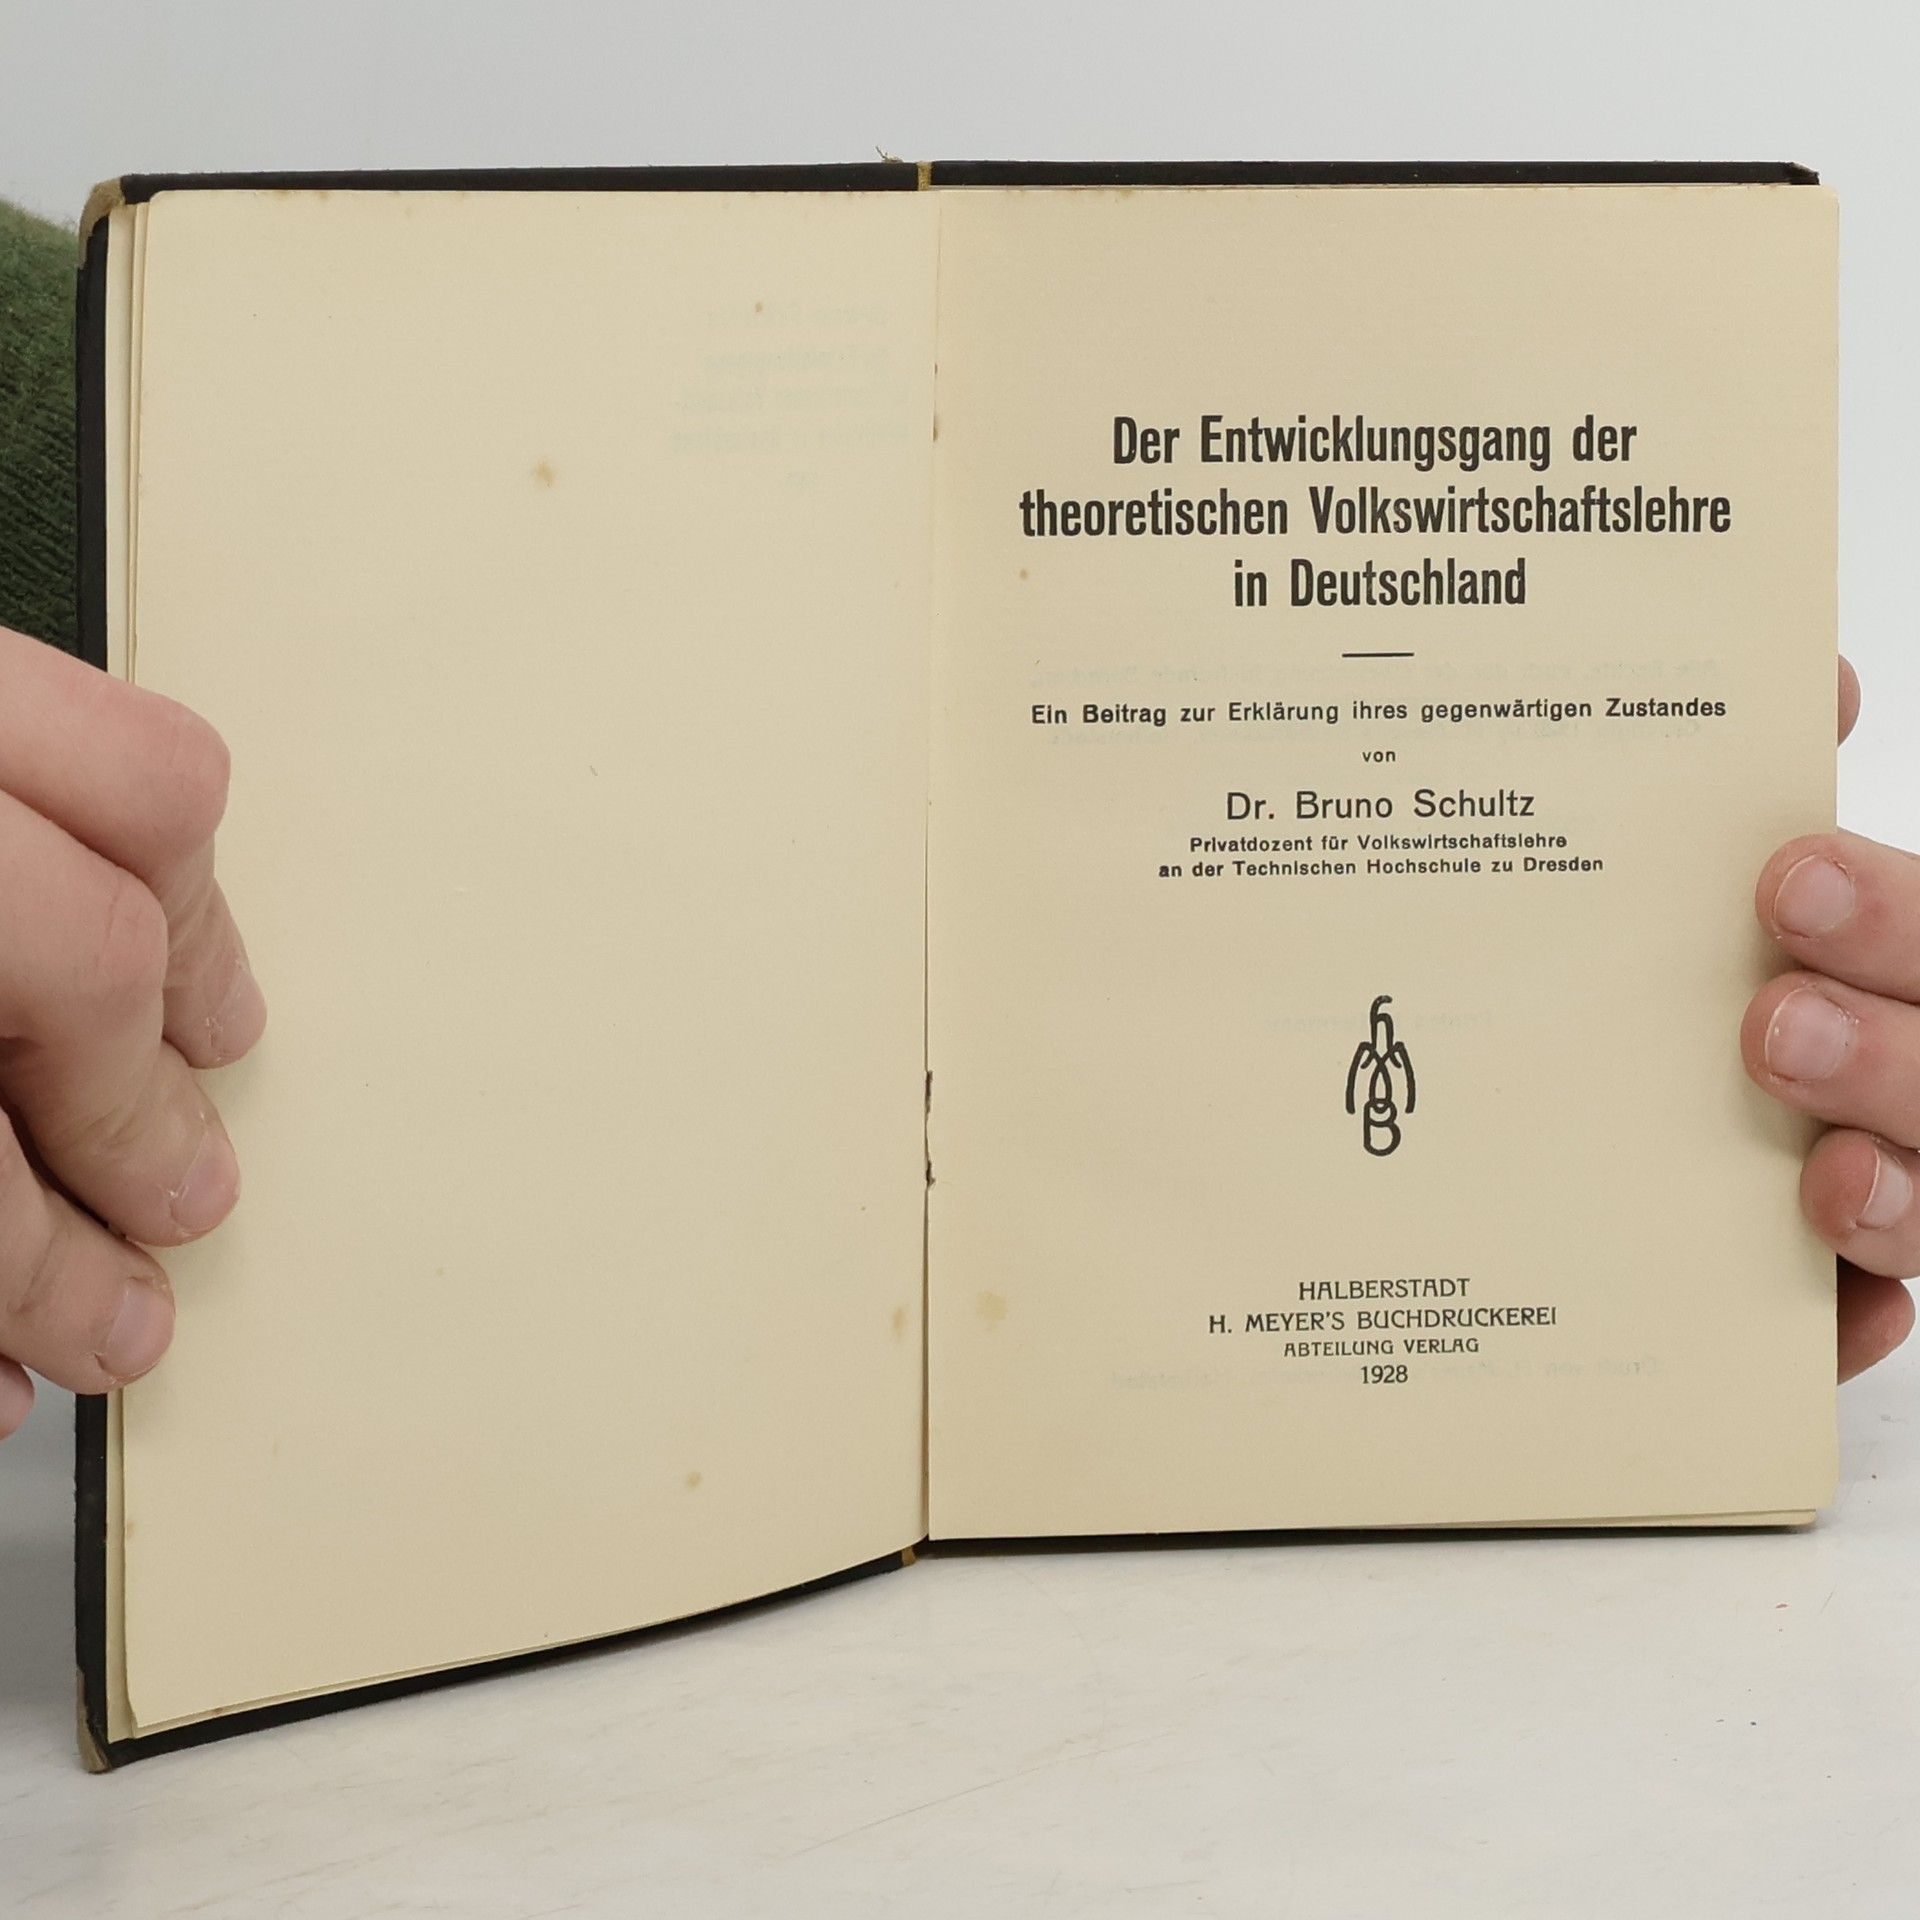 Der Entwicklungsgang der
theoretischen Volkswirtschaftslehre
in Deutschland
Ein Beitrag zur Erklärung ihres gegenwärtigen Zustandes
von
Dr. Bruno Schultz
Privatdozent für Volkswirtschaftslehre
an der Technischen Hochschule zu Dresden
HALBERSTADT
H. MEYER'S BUCHDRUCKEREI
ABTEILUNG VERLAG
1928